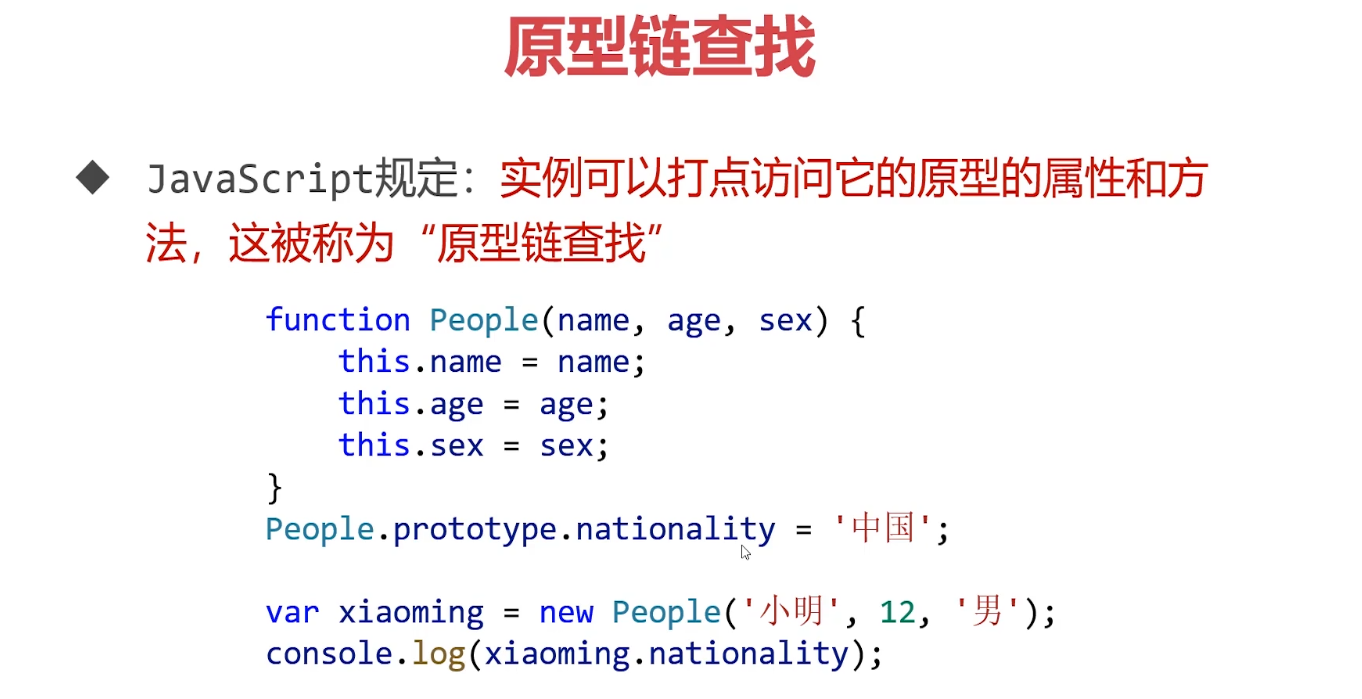 原型链查找
JavaScript规定：实例可以打点访问它的原型的属性和方
法，这被称为“原型链查找”
function People(name, age, sex) {
    this.name = name;
    this.age = age;
    this.sex = sex;
}
People.prototype.nationality = '中国';
var xiaoming = new People('小明', 12, '男');
console.log(xiaoming.nationality);